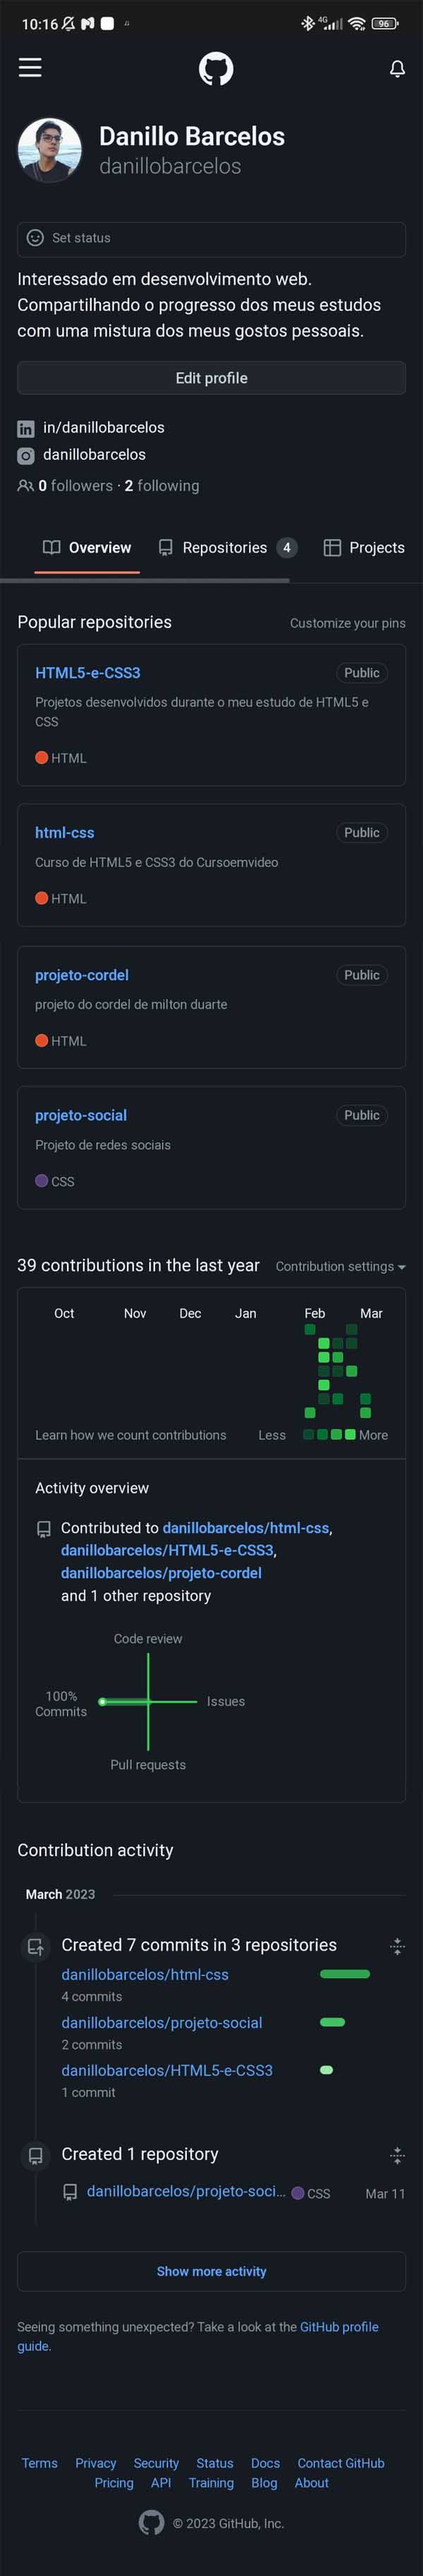 10:16
4G
96
Danillo Barcelos
danillobarcelos
Set status
Interessado em desenvolvimento web.
Compartilhando o progresso dos meus estudos
com uma mistura dos meus gostos pessoais.
Edit profile
in/danillobarcelos
danillobarcelos
0 followers · 2 following
Overview Repositories 4 Projects
Popular repositories Customize your pins
HTML5-e-CSS3 Public
Projetos desenvolvidos durante o meu estudo de HTML5 e
CSS
HTML
html-css Public
Curso de HTML5 e CSS3 do Cursoemvideo
HTML
projeto-cordel Public
projeto do cordel de milton duarte
HTML
projeto-social Public
Projeto de redes sociais
CSS
39 contributions in the last year Contribution settings
Oct Nov Dec Jan Feb Mar
Learn how we count contributions Less More
Activity overview
Contributed to danillobarcelos/html-css,
danillobarcelos/HTML5-e-CSS3,
danillobarcelos/projeto-cordel
and 1 other repository
Code review
100%
Commits
Issues
Pull requests
Contribution activity
March 2023
Created 7 commits in 3 repositories
danillobarcelos/html-css
4 commits
danillobarcelos/projeto-social
2 commits
danillobarcelos/HTML5-e-CSS3
1 commit
Created 1 repository
danillobarcelos/projeto-soci... CSS Mar 11
Show more activity
Seeing something unexpected? Take a look at the GitHub profile
guide.
Terms Privacy Security Status Docs Contact GitHub
Pricing API Training Blog About
© 2023 GitHub, Inc.